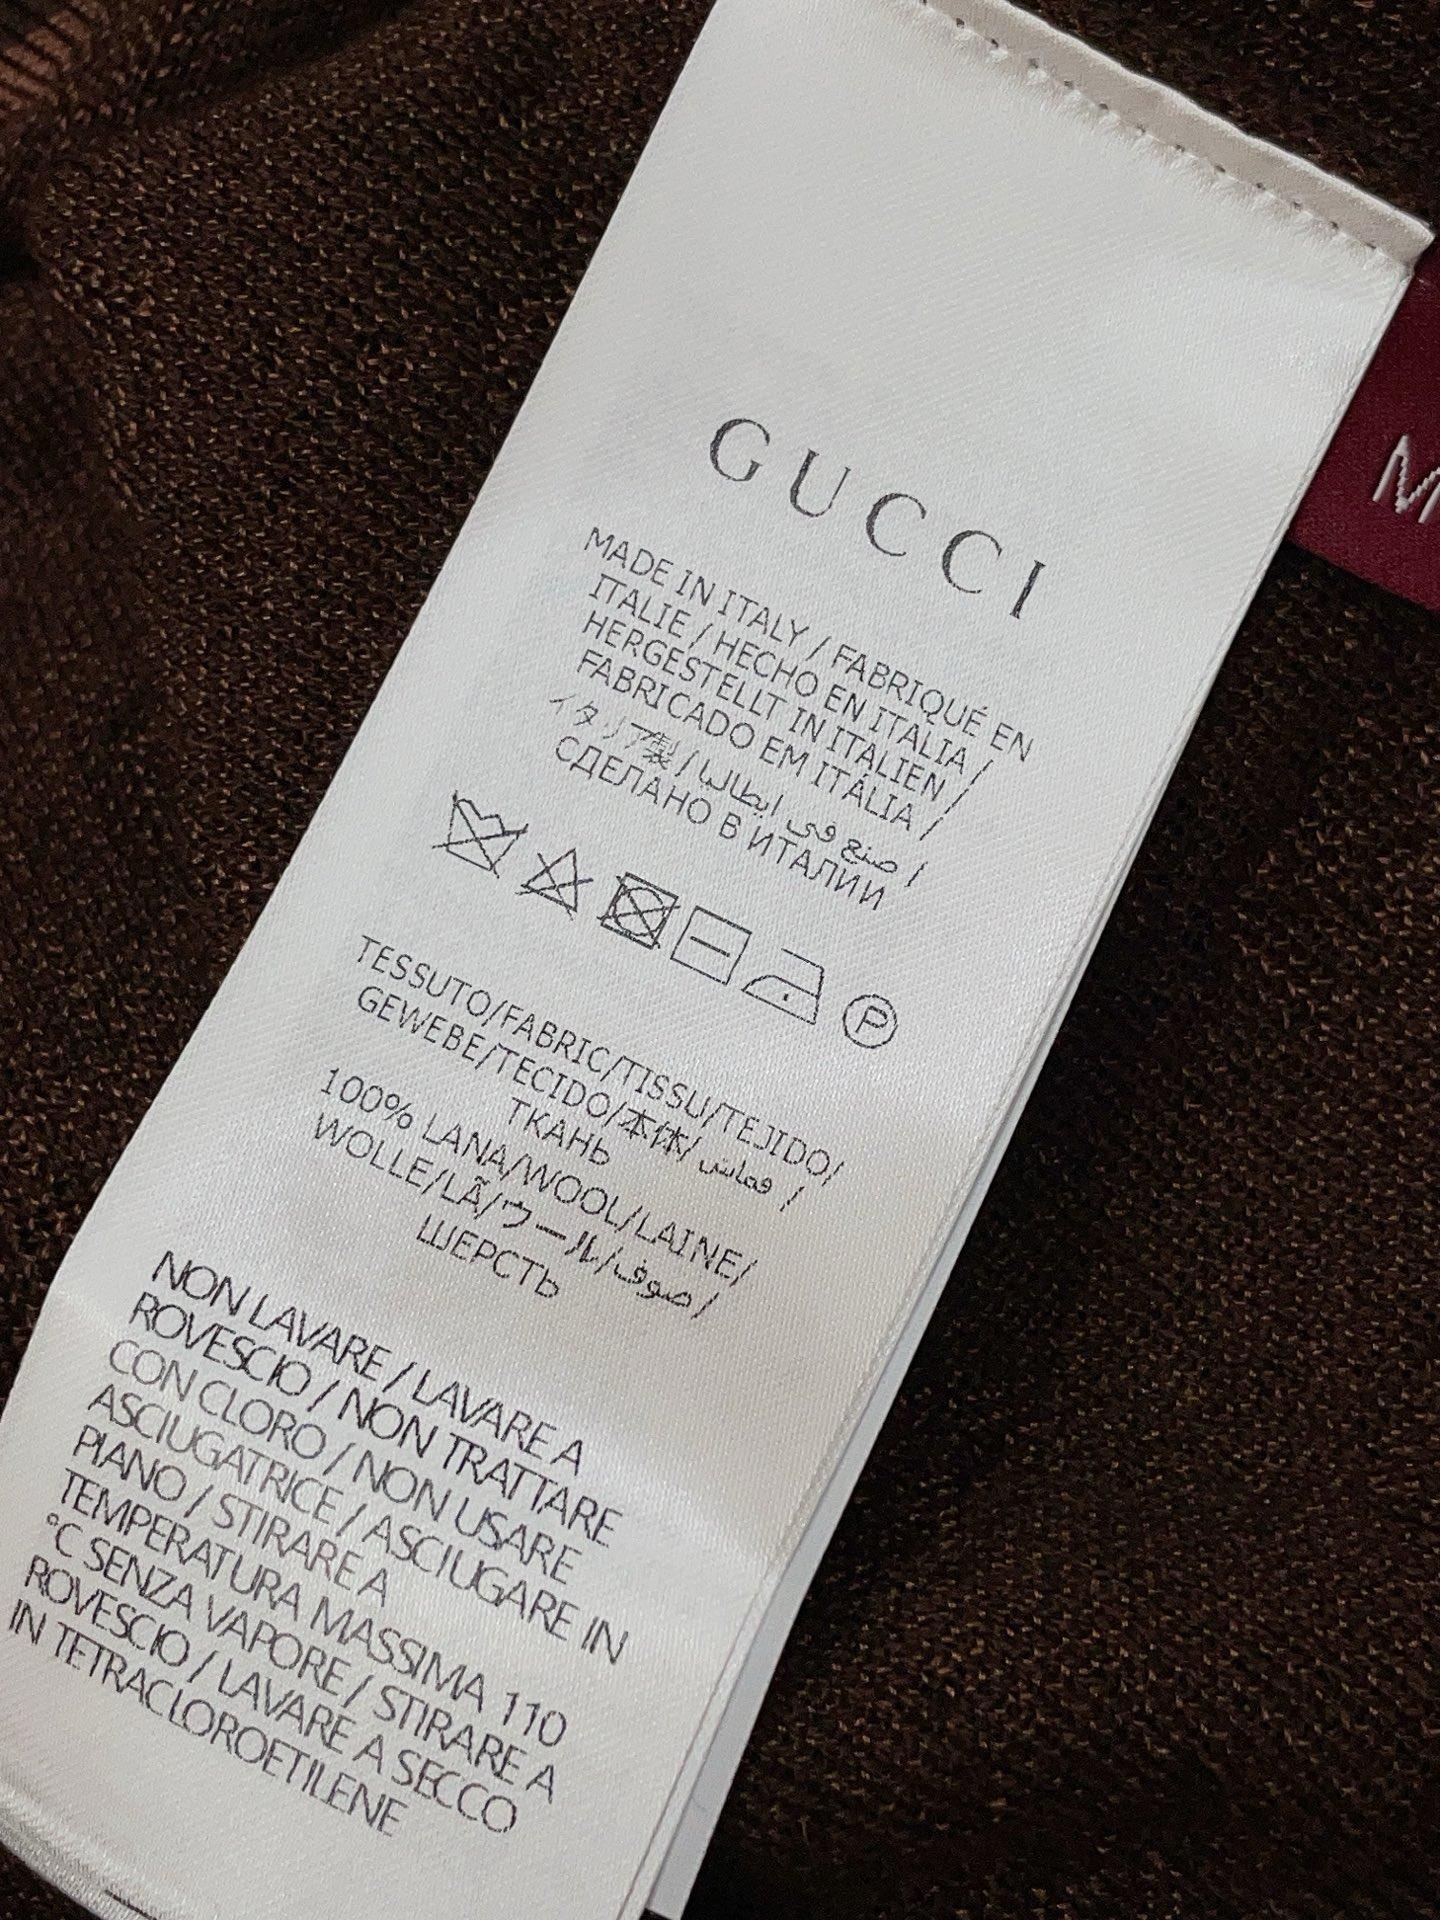 GUCCI
MADE IN ITALY / FABRIQUÉ EN
ITALIE / HECHO EN ITALIA /
HERGESTELLT IN ITALIEN /
FABRICADO EM ITÁLIA /
イタリア製 / صنع في إيطاليا /
СДЕЛАНО В ИТАЛИИ
P
TESSUTO/FABRIC/TISSU/TEJIDO/
GEWEBE/TECIDO/本体/ قماش /
ТКАНЬ
100% LANA/WOOL/LAINE/
WOLLE/LÃ/ウール/صوف /
ШЕРСТЬ
NON LAVARE / LAVARE A
ROVESCIO / NON TRATTARE
CON CLORO / NON USARE
ASCIUGATRICE / ASCIUGARE IN
PIANO / STIRARE A
TEMPERATURA MASSIMA 110
°C SENZA VAPORE / STIRARE A
ROVESCIO / LAVARE A SECCO
IN TETRACLOROETILENE
M